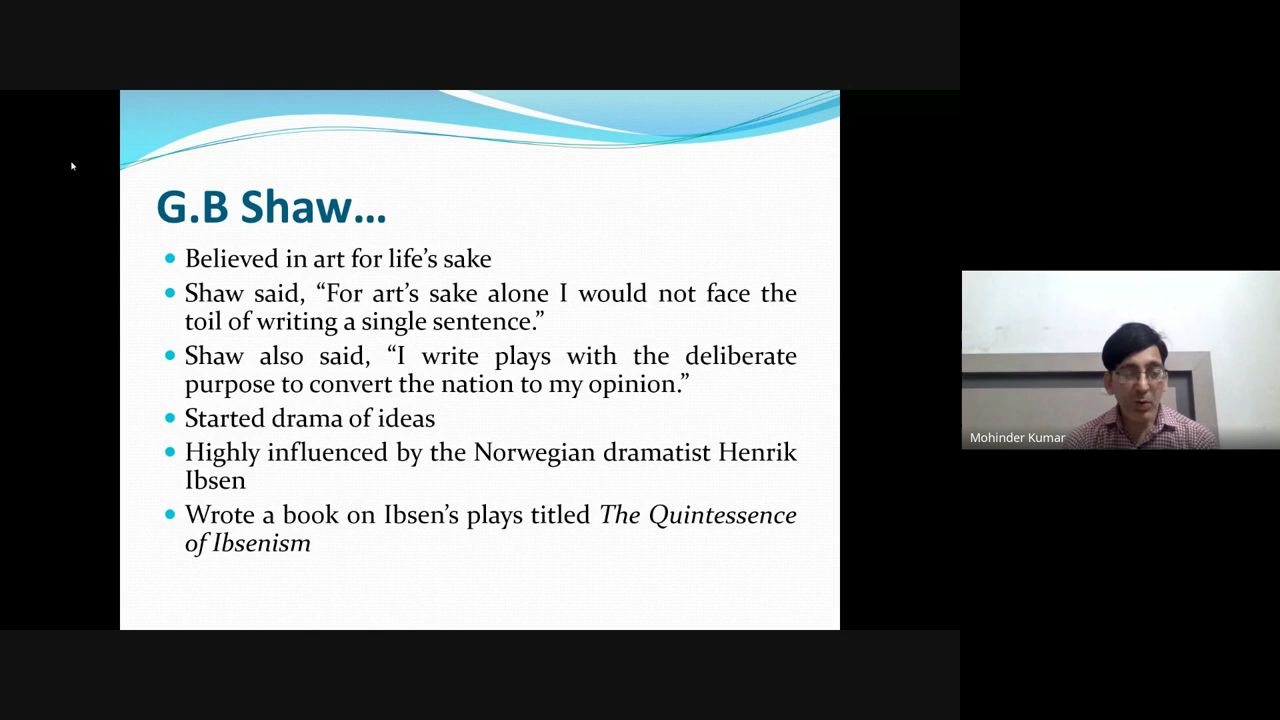 G.B Shaw…
Believed in art for life’s sake
Shaw said, “For art’s sake alone I would not face the
toil of writing a single sentence.”
Shaw also said, “I write plays with the deliberate
purpose to convert the nation to my opinion.”
Started drama of ideas
Highly influenced by the Norwegian dramatist Henrik
Ibsen
Wrote a book on Ibsen’s plays titled The Quintessence
of Ibsenism
Mohinder Kumar